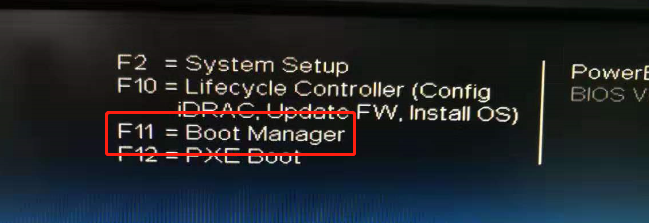 F2 = System Setup
F10 = Lifecycle Controller (Config
iDRAC, Update FW, Install OS)
F11 = Boot Manager
F12 = PXE Boot
PowerE
BIOS V